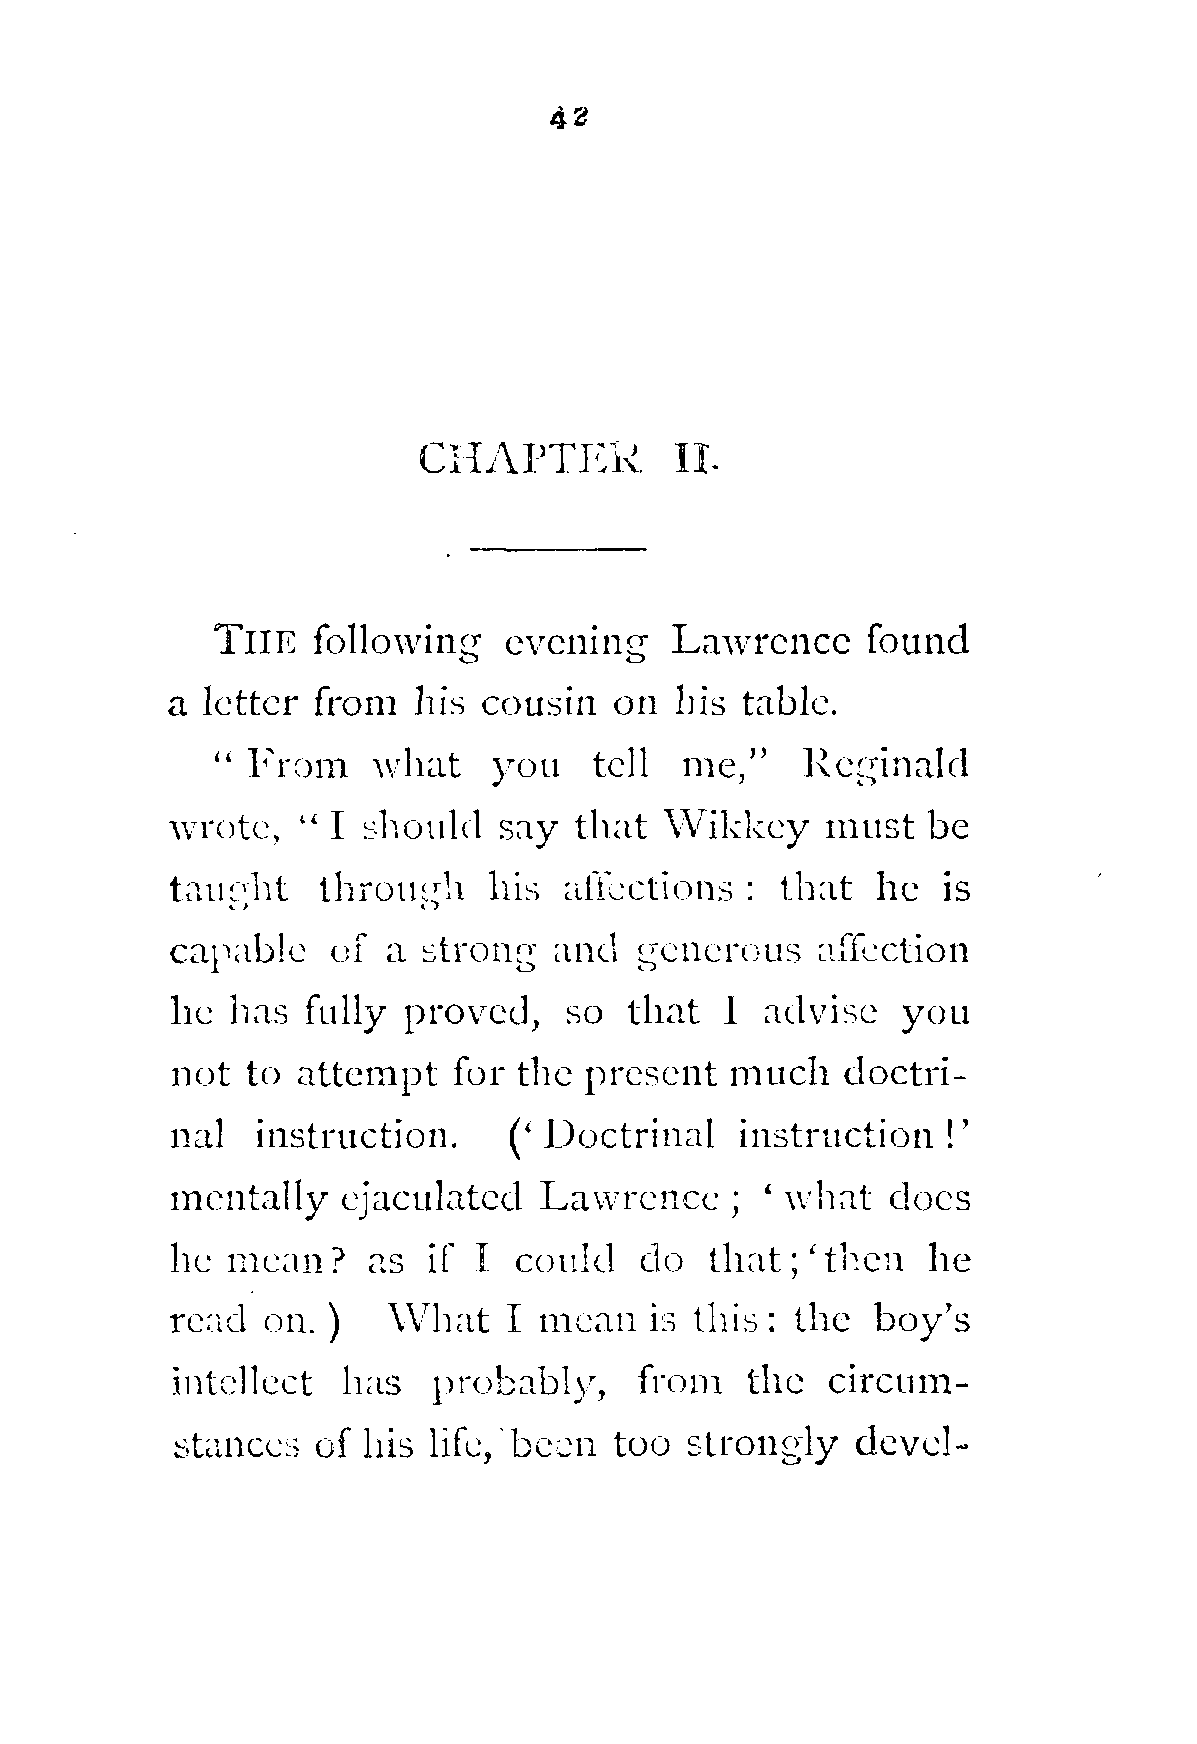 42
CHAPTER II.
THE following evening Lawrence found
a letter from his cousin on his table.
“ From what you tell me,” Reginald
wrote, “ I should say that Wikkey must be
taught through his affections : that he is
capable of a strong and generous affection
he has fully proved, so that I advise you
not to attempt for the present much doctri-
nal instruction. (‘ Doctrinal instruction !’
mentally ejaculated Lawrence ; ‘ what does
he mean? as if I could do that ; ‘ then he
read on. ) What I mean is this : the boy’s
intellect has probably, from the circum-
stances of his life, been too strongly devel-